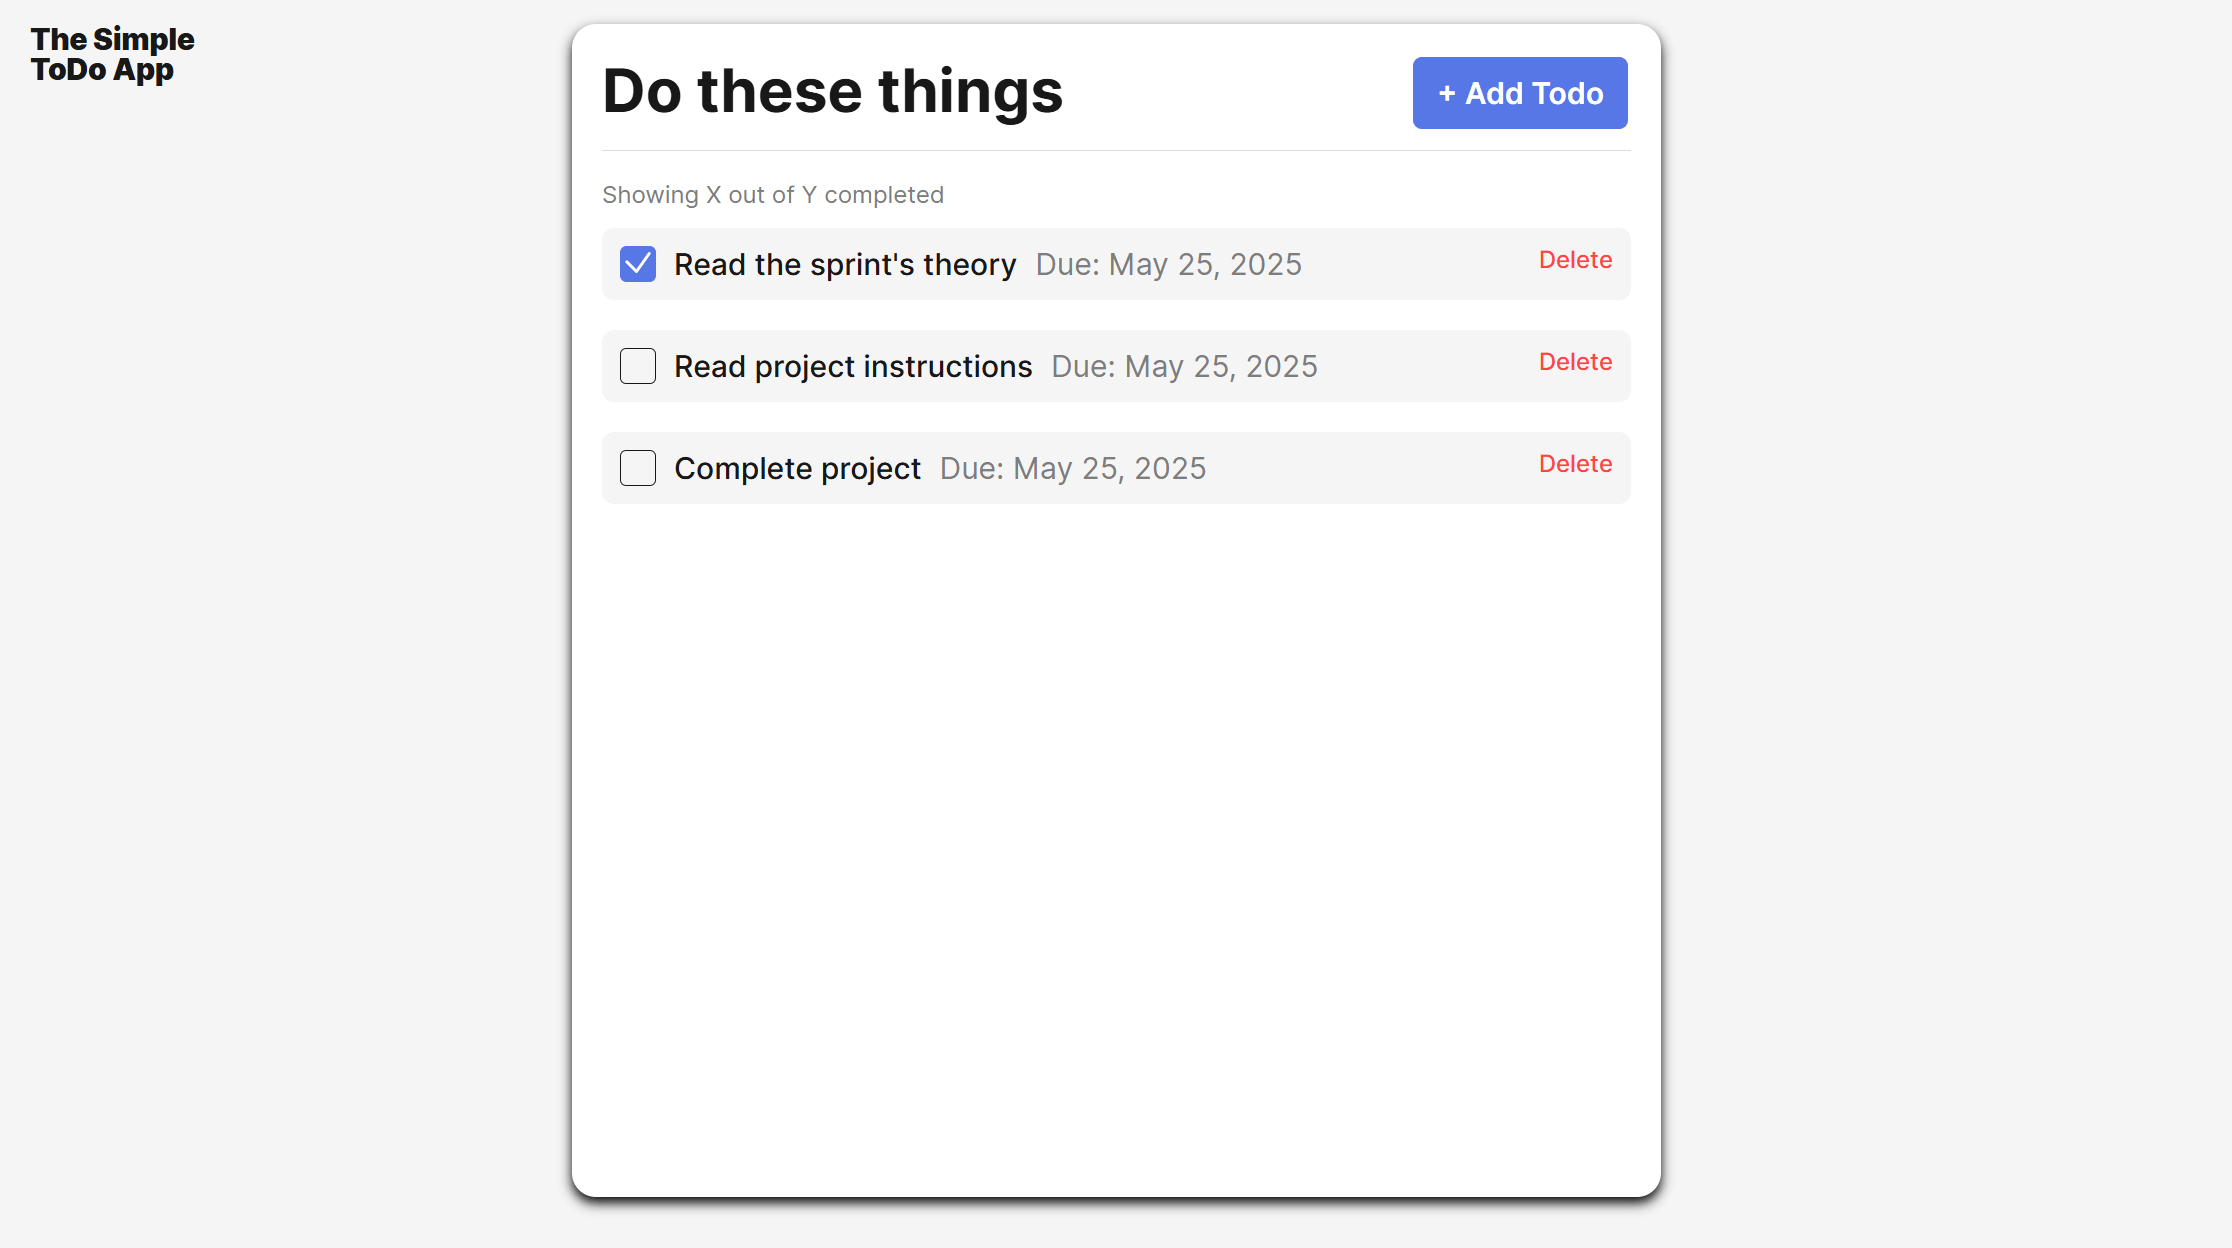 The Simple
ToDo App
Do these things
+ Add Todo
Showing X out of Y completed
Read the sprint's theory Due: May 25, 2025 Delete
Read project instructions Due: May 25, 2025 Delete
Complete project Due: May 25, 2025 Delete